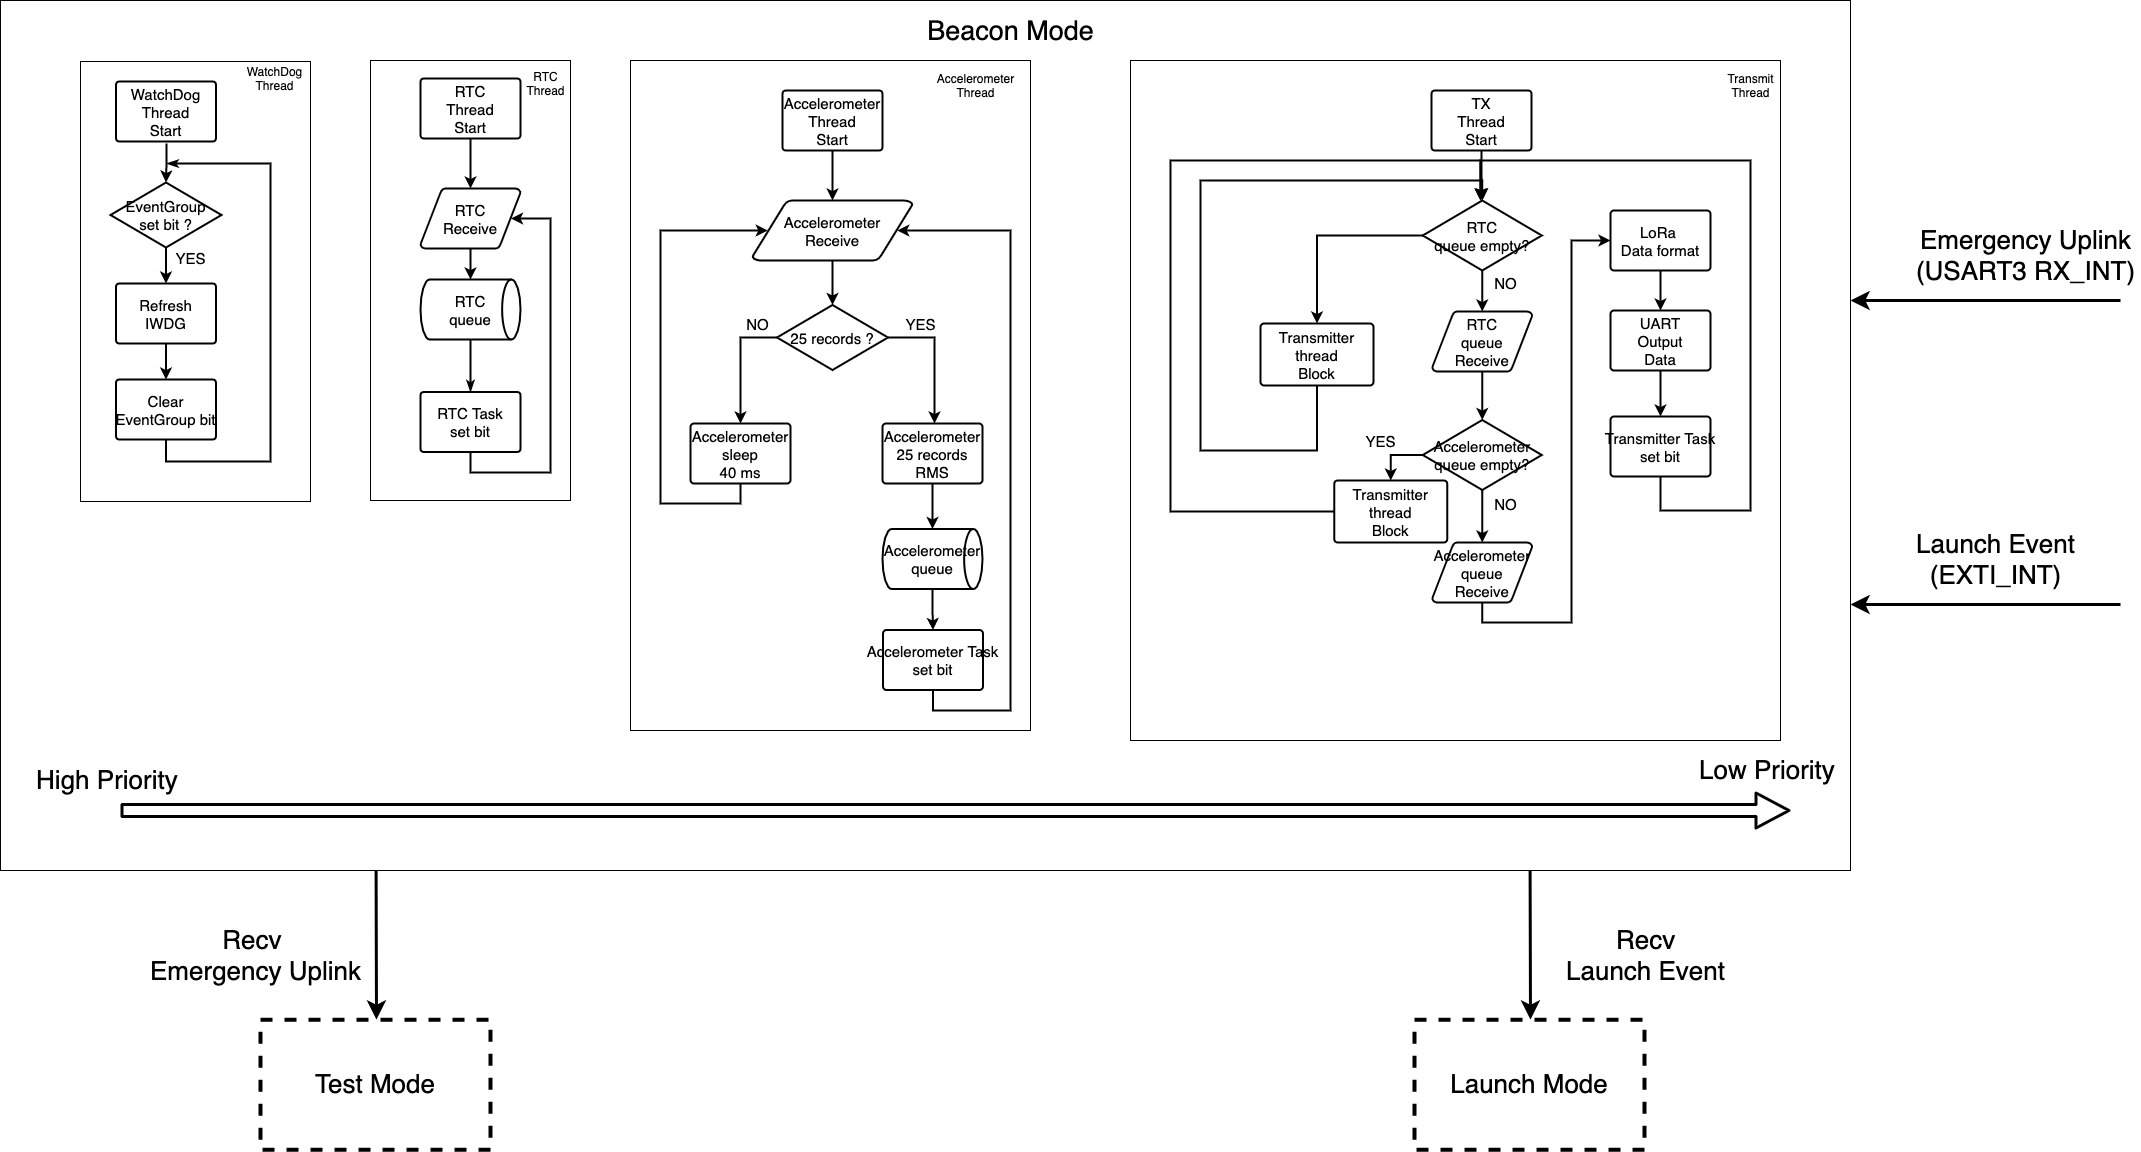 Beacon Mode
WatchDog
Thread
WatchDog
Thread
Start
EventGroup
set bit ?
YES
Refresh
IWDG
Clear
EventGroup bit
RTC
Thread
RTC
Thread
Start
RTC
Receive
RTC
queue
RTC Task
set bit
Accelerometer
Thread
Accelerometer
Thread
Start
Accelerometer
Receive
25 records ?
NO
YES
Accelerometer
sleep
40 ms
Accelerometer
25 records
RMS
Accelerometer
queue
Accelerometer Task
set bit
Transmit
Thread
TX
Thread
Start
RTC
queue empty?
NO
Transmitter
thread
Block
RTC
queue
Receive
Accelerometer
queue empty?
YES
NO
Transmitter
thread
Block
Accelerometer
queue
Receive
LoRa
Data format
UART
Output
Data
Transmitter Task
set bit
Emergency Uplink
(USART3 RX_INT)
Launch Event
(EXTI_INT)
High Priority
Low Priority
Recv
Emergency Uplink
Recv
Launch Event
Test Mode
Launch Mode